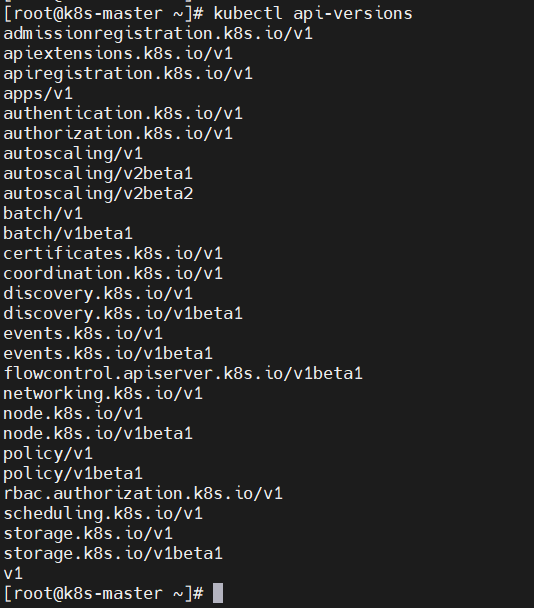 [root@k8s-master ~]# kubectl api-versions
admissionregistration.k8s.io/v1
apiextensions.k8s.io/v1
apiregistration.k8s.io/v1
apps/v1
authentication.k8s.io/v1
authorization.k8s.io/v1
autoscaling/v1
autoscaling/v2beta1
autoscaling/v2beta2
batch/v1
batch/v1beta1
certificates.k8s.io/v1
coordination.k8s.io/v1
discovery.k8s.io/v1
discovery.k8s.io/v1beta1
events.k8s.io/v1
events.k8s.io/v1beta1
flowcontrol.apiserver.k8s.io/v1beta1
networking.k8s.io/v1
node.k8s.io/v1
node.k8s.io/v1beta1
policy/v1
policy/v1beta1
rbac.authorization.k8s.io/v1
scheduling.k8s.io/v1
storage.k8s.io/v1
storage.k8s.io/v1beta1
v1
[root@k8s-master ~]#